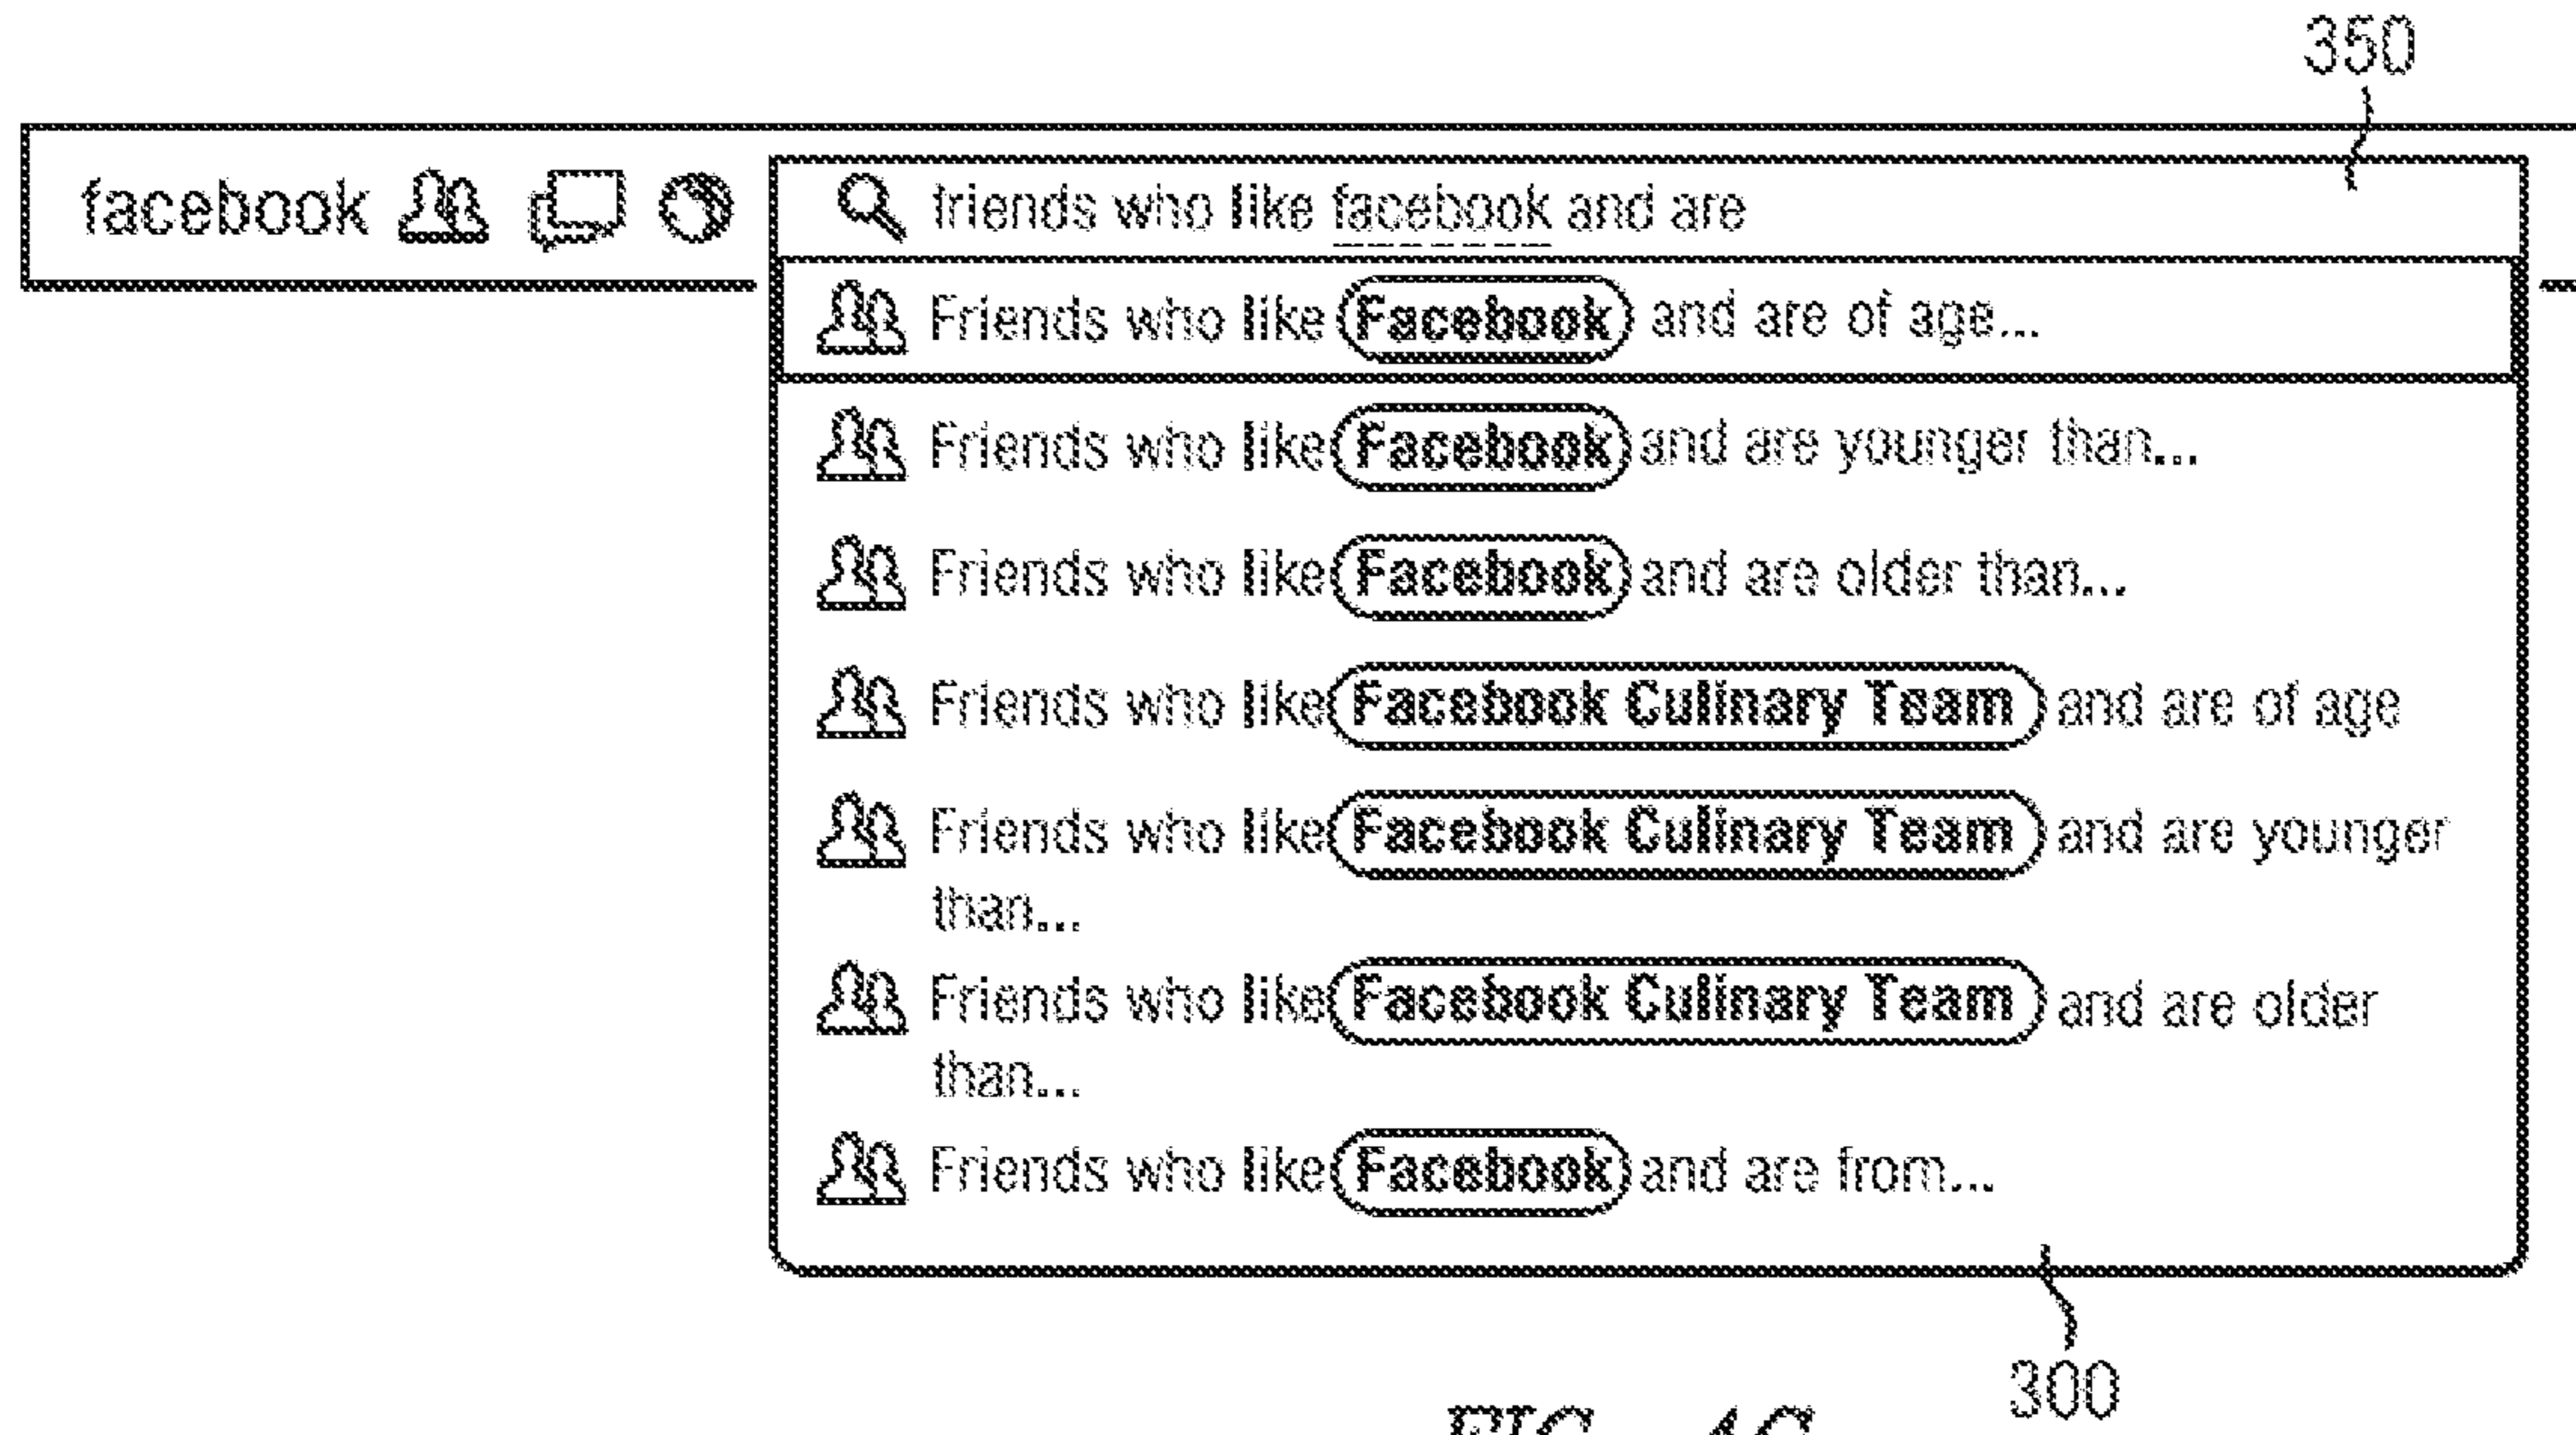 350
facebook
friends who like facebook and are
Friends who like Facebook and are of age...
Friends who like Facebook and are younger than...
Friends who like Facebook and are older than...
Friends who like Facebook Culinary Team and are of age
Friends who like Facebook Culinary Team and are younger
than...
Friends who like Facebook Culinary Team and are older
than...
Friends who like Facebook and are from...
300